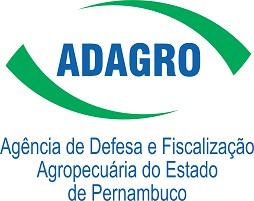 ADAGRO
Agência de Defesa e Fiscalização
Agropecuária do Estado
de Pernambuco